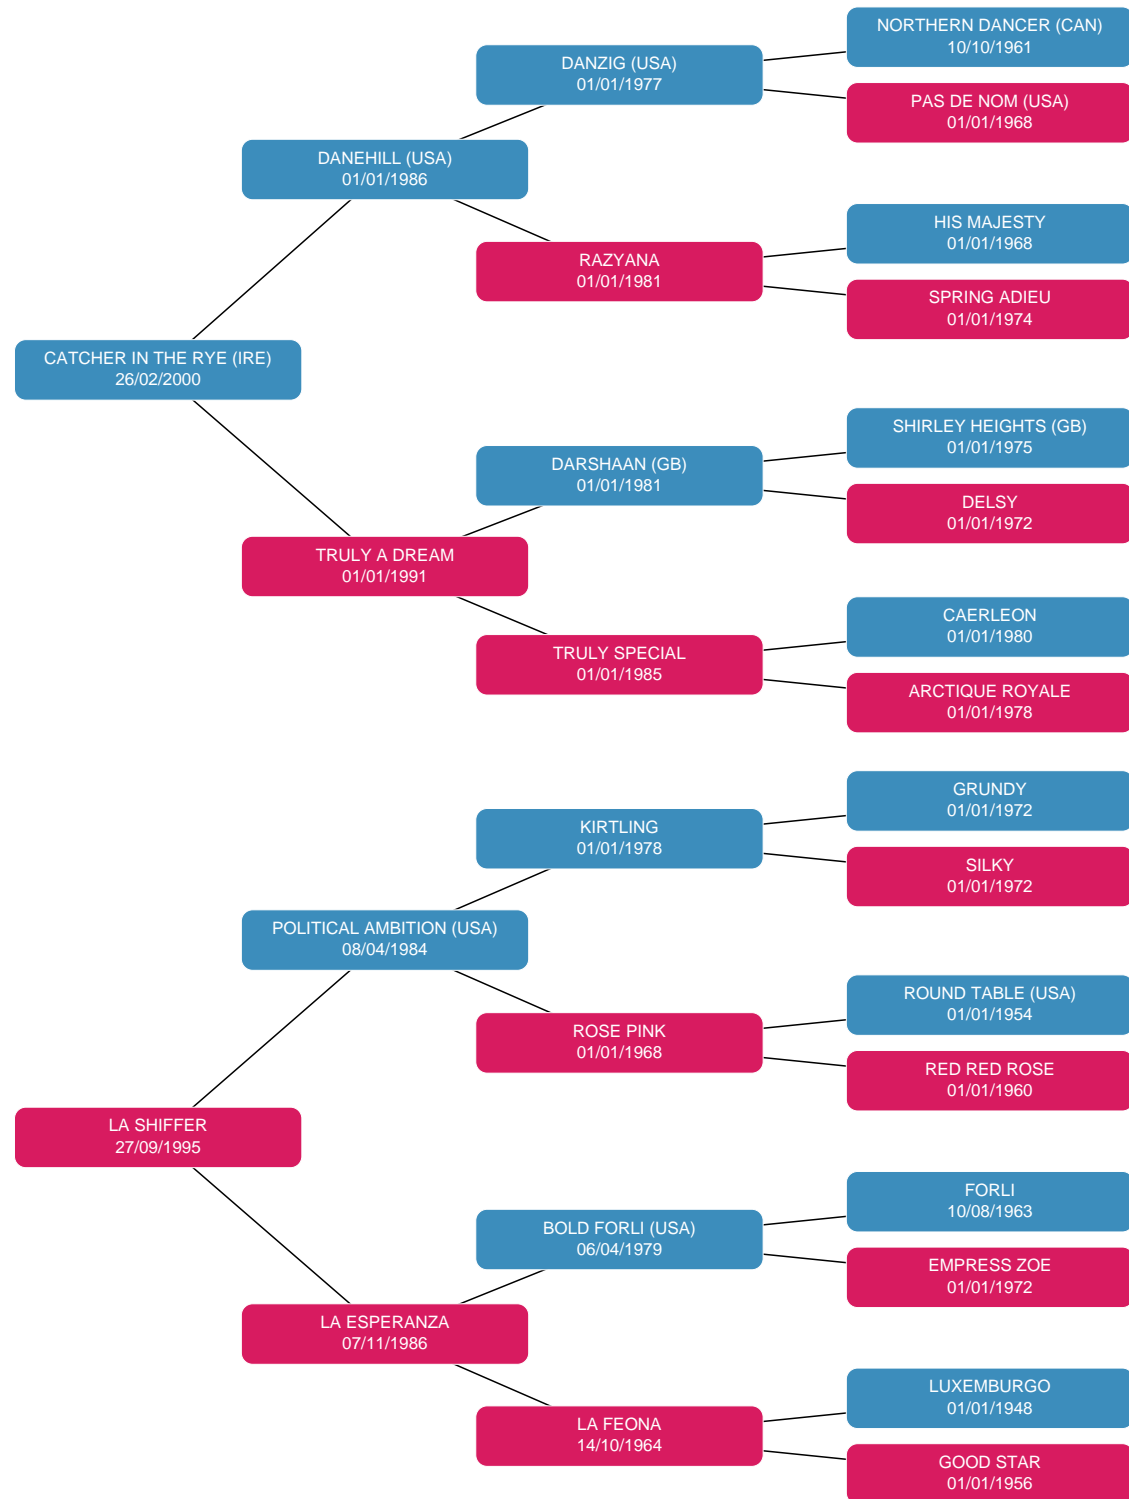 NORTHERN DANCER (CAN)
10/10/1961
DANZIG (USA)
01/01/1977
PAS DE NOM (USA)
01/01/1968
DANEHILL (USA)
01/01/1986
HIS MAJESTY
01/01/1968
RAZYANA
01/01/1981
SPRING ADIEU
01/01/1974
CATCHER IN THE RYE (IRE)
26/02/2000
SHIRLEY HEIGHTS (GB)
01/01/1975
DARSHAAN (GB)
01/01/1981
DELSY
01/01/1972
TRULY A DREAM
01/01/1991
CAERLEON
01/01/1980
TRULY SPECIAL
01/01/1985
ARCTIQUE ROYALE
01/01/1978
GRUNDY
01/01/1972
KIRTLING
01/01/1978
SILKY
01/01/1972
POLITICAL AMBITION (USA)
08/04/1984
ROUND TABLE (USA)
01/01/1954
ROSE PINK
01/01/1968
RED RED ROSE
01/01/1960
LA SHIFFER
27/09/1995
FORLI
10/08/1963
BOLD FORLI (USA)
06/04/1979
EMPRESS ZOE
01/01/1972
LA ESPERANZA
07/11/1986
LUXEMBURGO
01/01/1948
LA FEONA
14/10/1964
GOOD STAR
01/01/1956